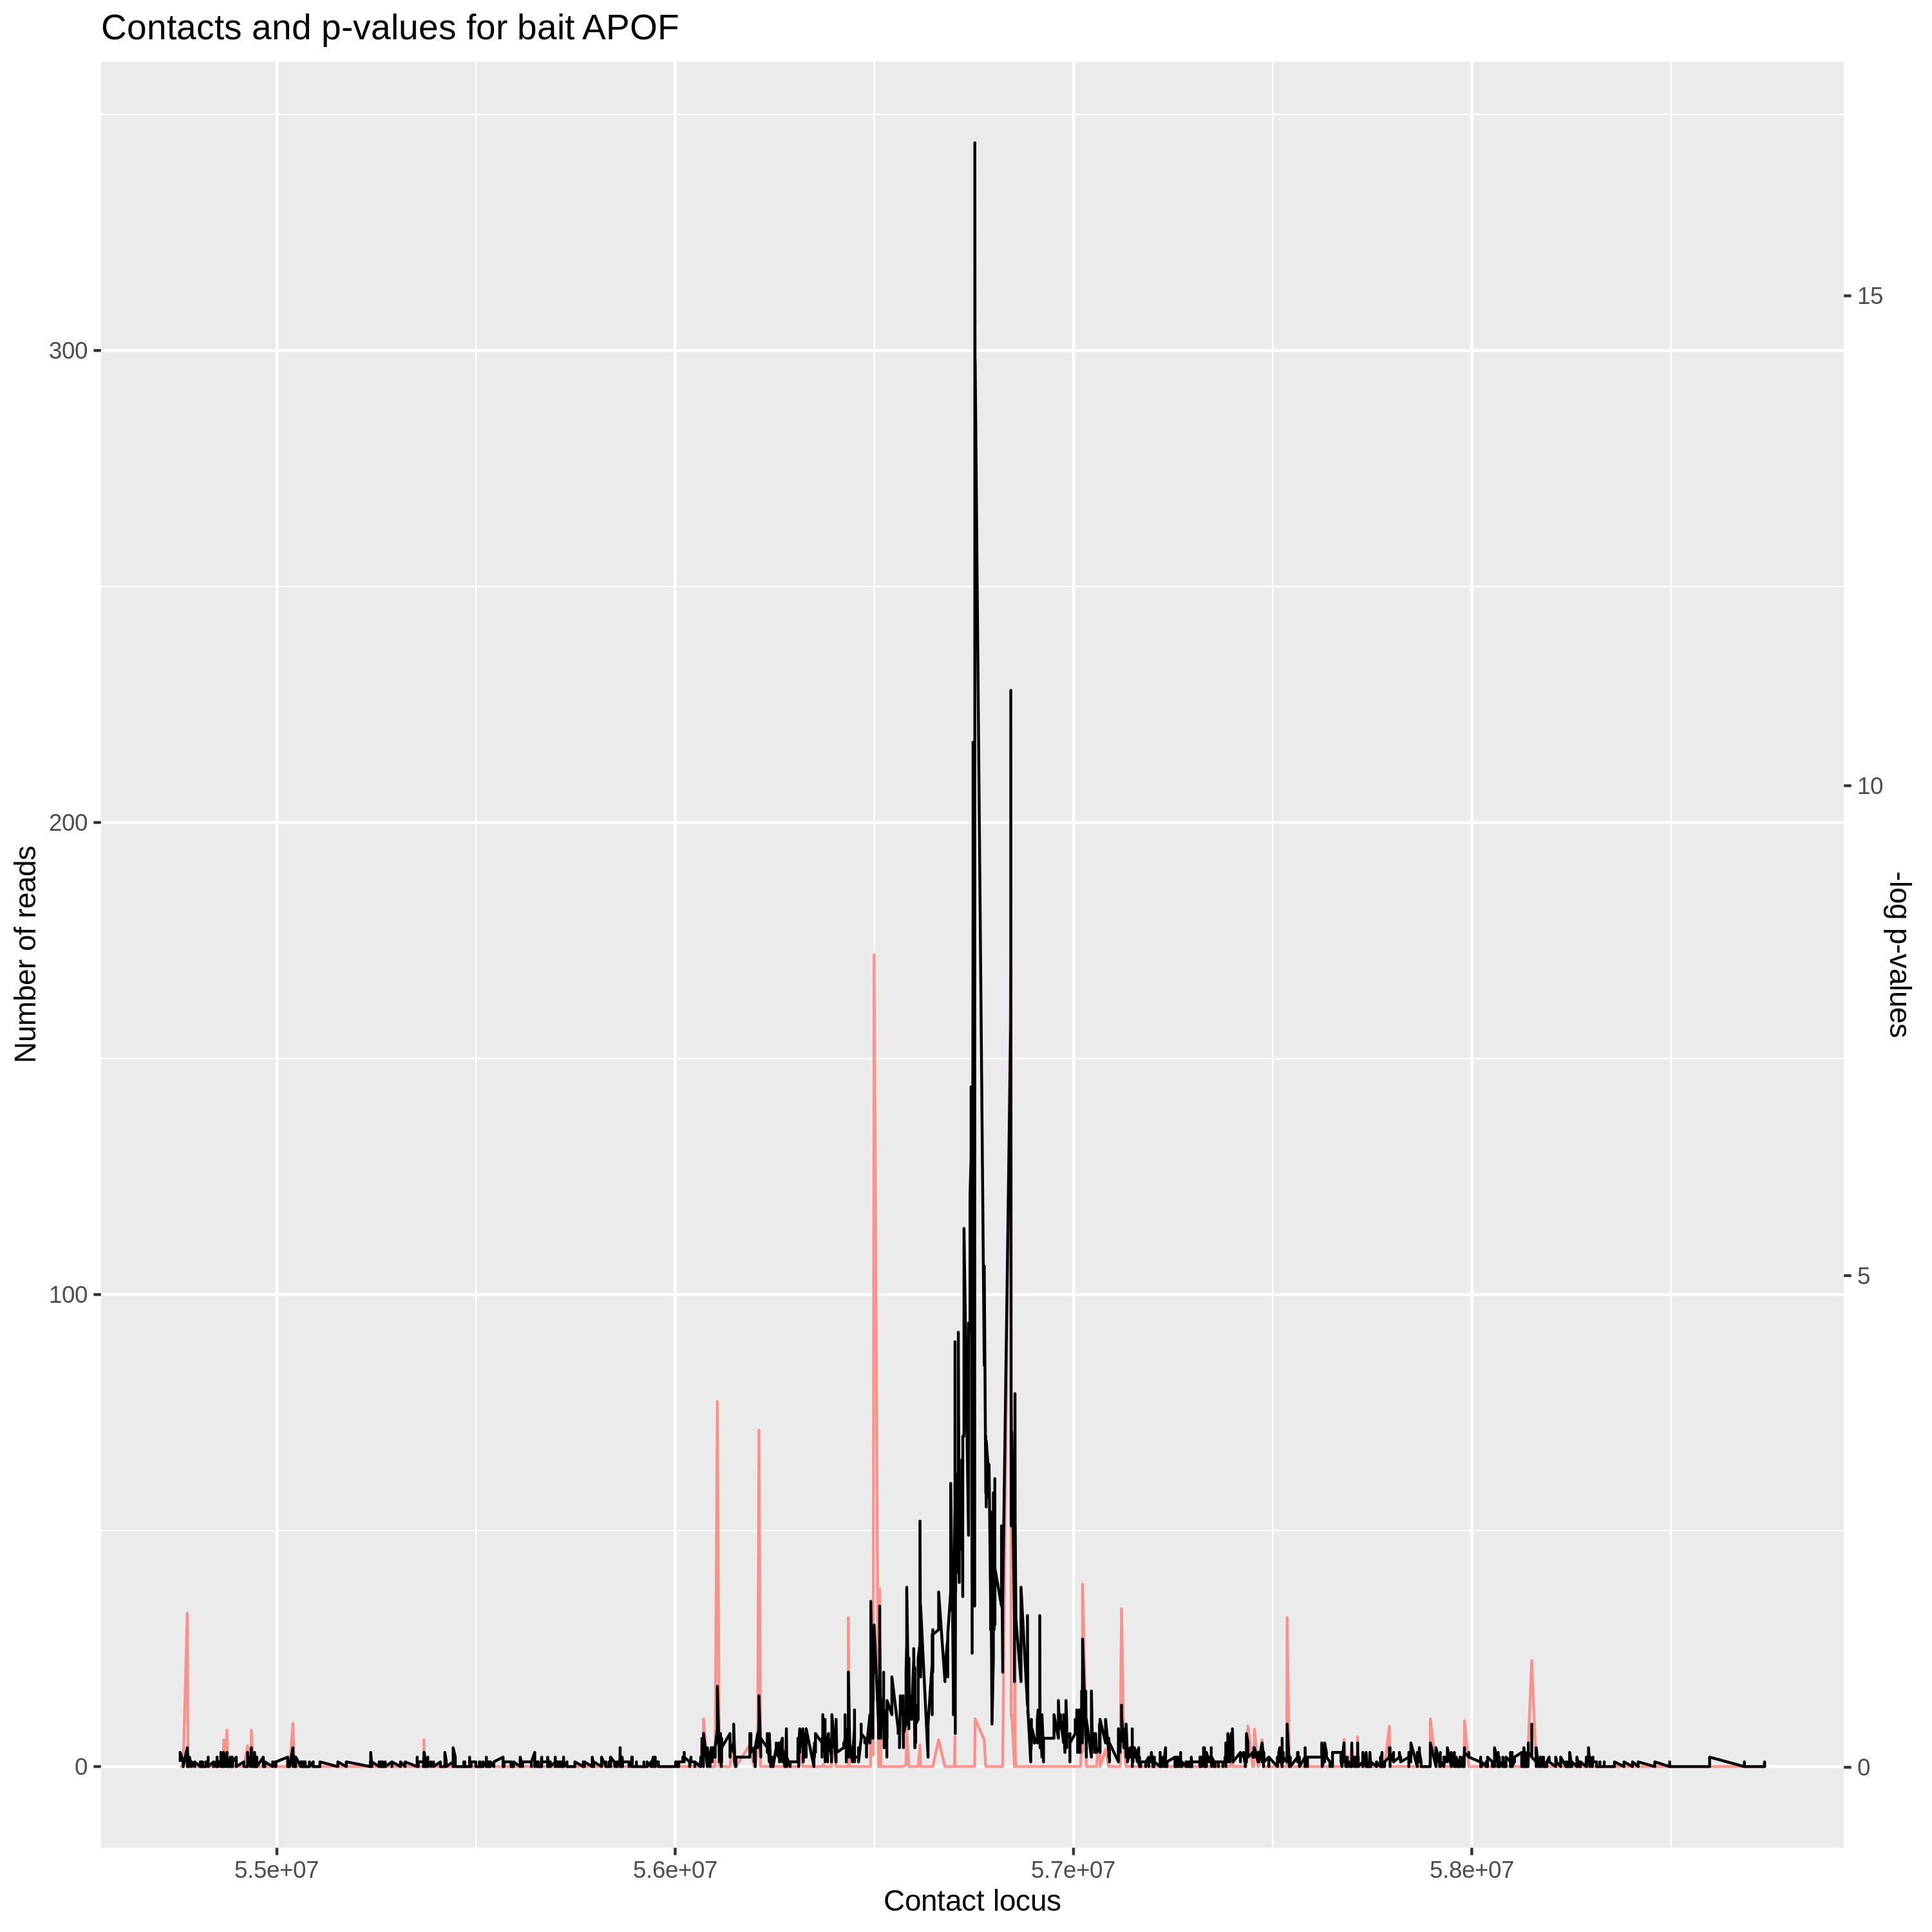 Contacts and p-values for bait APOF
300
200
100
0
Number of reads
15
10
5
0
-log p-values
5.5e+07 5.6e+07 5.7e+07 5.8e+07
Contact locus